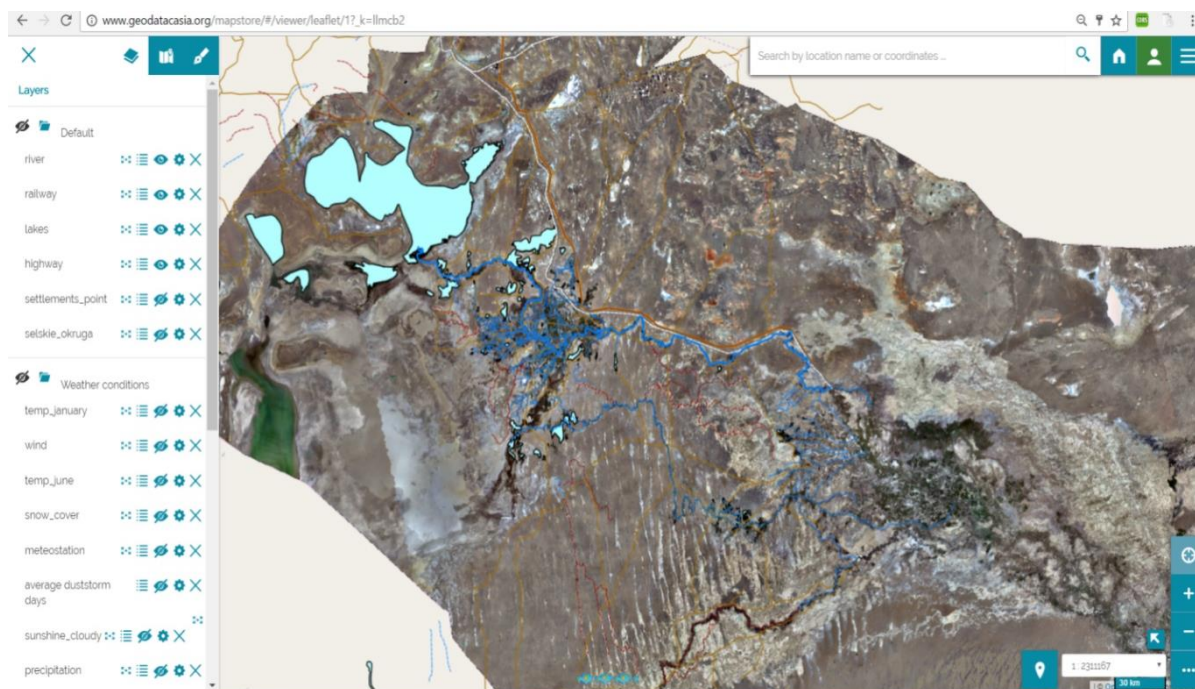 www.geodatacasia.org/mapstore/#/viewer/leaflet/1?_k=llmcb2
Search by location name or coordinates ...
Layers
Default
river
railway
lakes
highway
settlements_point
selskie_okruga
Weather conditions
temp_january
wind
temp_june
snow_cover
meteostation
average duststorm
days
sunshine_cloudy
precipitation
1 : 2311167
30 km